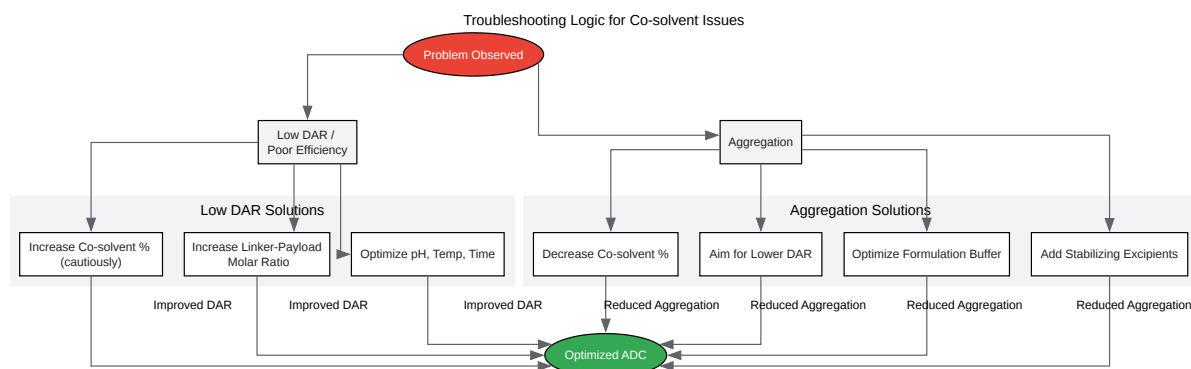 Troubleshooting Logic for Co-solvent Issues
Problem Observed
Low DAR /
Poor Efficiency
Aggregation
Low DAR Solutions
Aggregation Solutions
Increase Co-solvent %
(cautiously)
Increase Linker-Payload
Molar Ratio
Optimize pH, Temp, Time
Decrease Co-solvent %
Aim for Lower DAR
Optimize Formulation Buffer
Add Stabilizing Excipients
Improved DAR
Improved DAR
Improved DAR
Reduced Aggregation
Reduced Aggregation
Reduced Aggregation
Reduced Aggregation
Optimized ADC